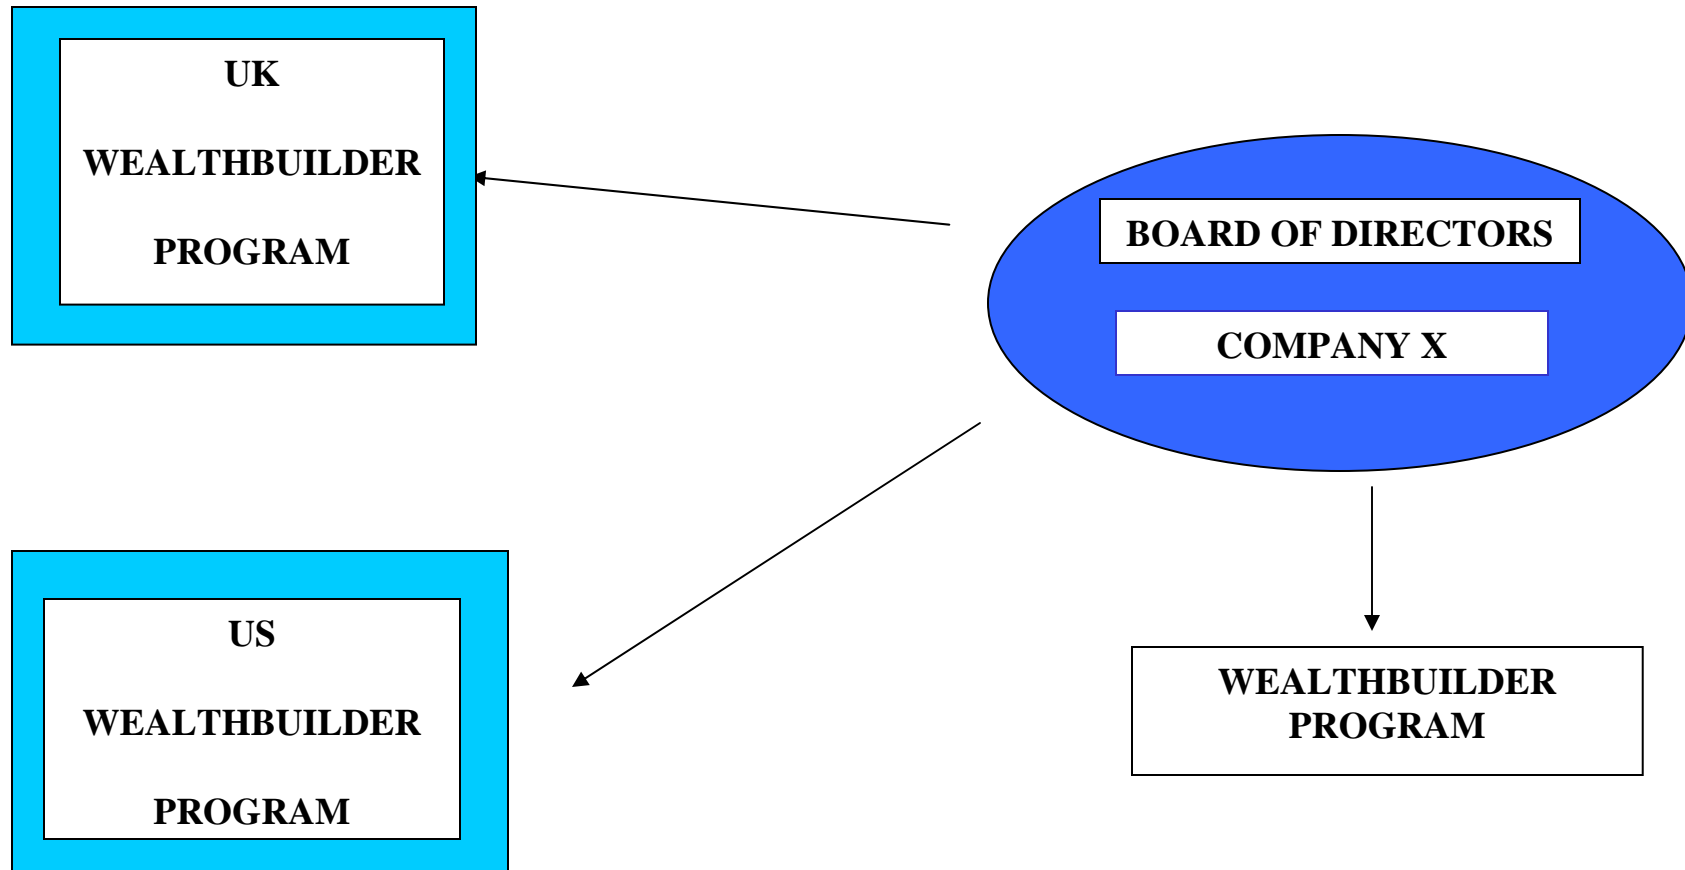 UK
WEALTHBUILDER
PROGRAM
BOARD OF DIRECTORS
COMPANY X
US
WEALTHBUILDER
PROGRAM
WEALTHBUILDER
PROGRAM